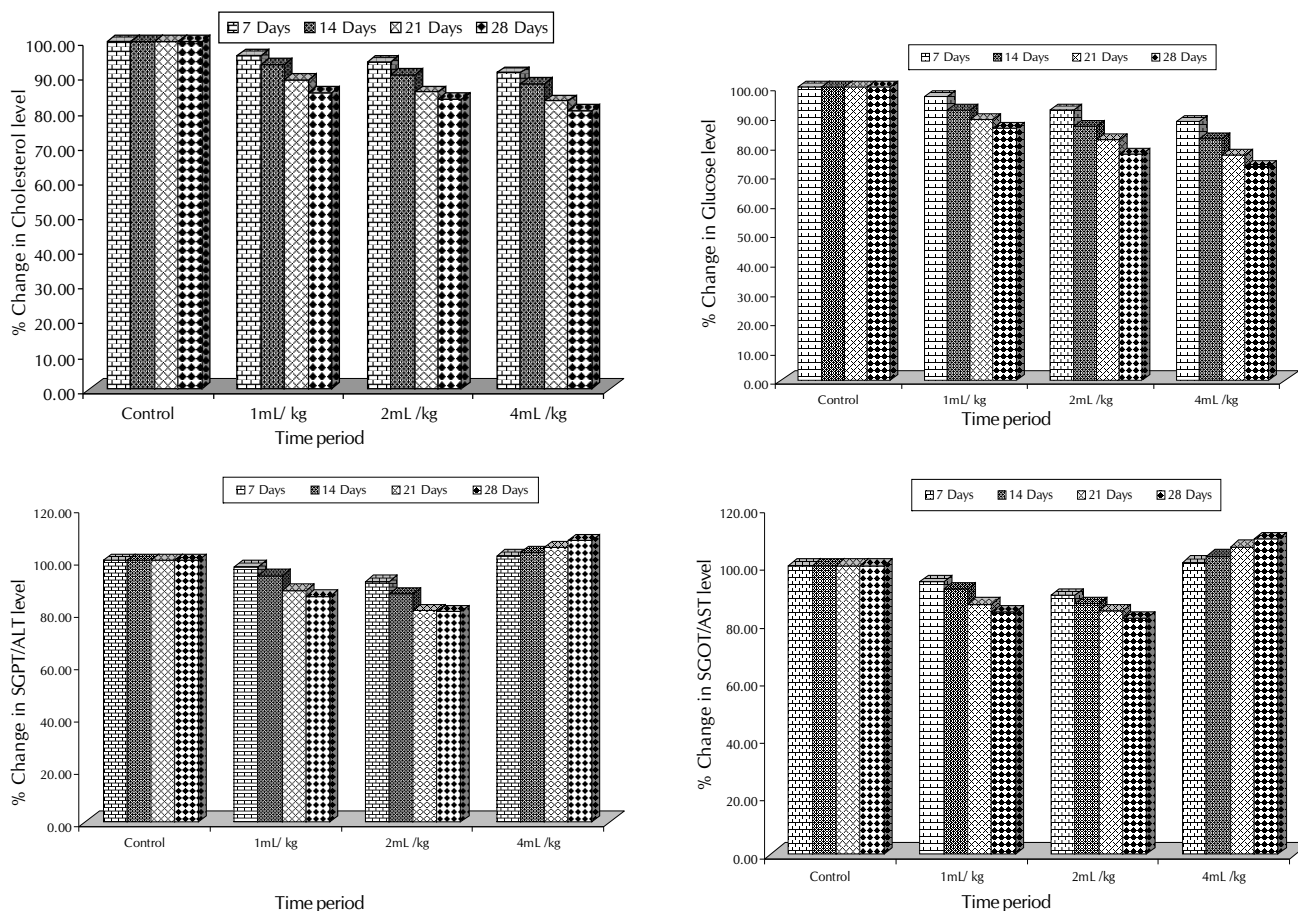 7 Days 14 Days 21 Days 28 Days
% Change in Cholesterol level
100.00
90.00
80.00
70.00
60.00
50.00
40.00
30.00
20.00
10.00
0.00
Control 1mL/ kg 2mL /kg 4mL /kg
Time period
7 Days 14 Days 21 Days 28 Days
% Change in Glucose level
100.00
90.00
80.00
70.00
60.00
50.00
40.00
30.00
20.00
10.00
0.00
Control 1mL/ kg 2mL /kg 4mL /kg
Time period
7 Days 14 Days 21 Days 28 Days
% Change in SGPT/ALT level
120.00
100.00
80.00
60.00
40.00
20.00
0.00
Control 1mL/ kg 2mL /kg 4mL /kg
Time period
7 Days 14 Days 21 Days 28 Days
% Change in SGOT/AST level
120.00
100.00
80.00
60.00
40.00
20.00
0.00
Control 1mL/ kg 2mL /kg 4mL /kg
Time period